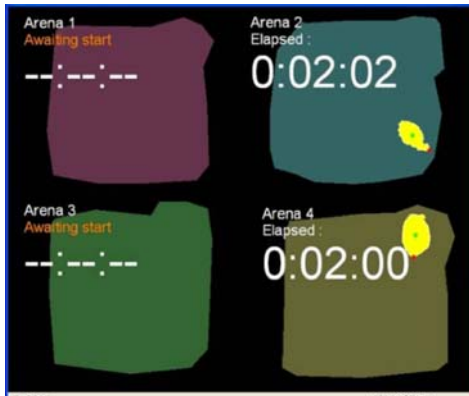 Arena 1
Awaiting start
--:--:--
Arena 2
Elapsed :
0:02:02
Arena 3
Awaiting start
--:--:--
Arena 4
Elapsed :
0:02:00